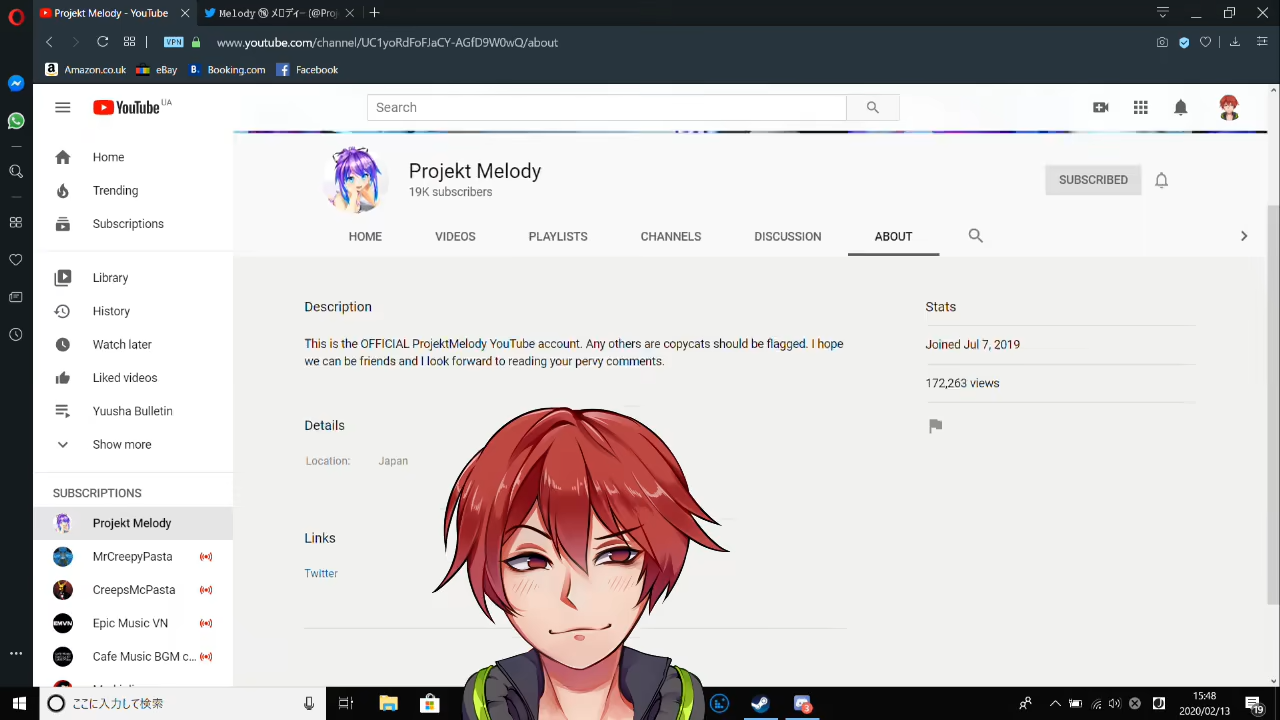 Projekt Melody - YouTube
Melody Ⓜ メロディー (@Proj
VPN
www.youtube.com/channel/UC1yoRdFoFJaCY-AGfD9W0wQ/about
Amazon.co.uk
eBay
Booking.com
Facebook
YouTube UA
Search
Home
Trending
Subscriptions
Library
History
Watch later
Liked videos
Yuusha Bulletin
Show more
SUBSCRIPTIONS
Projekt Melody
MrCreepyPasta
CreepsMcPasta
Epic Music VN
Cafe Music BGM c...
Projekt Melody
19K subscribers
SUBSCRIBED
HOME
VIDEOS
PLAYLISTS
CHANNELS
DISCUSSION
ABOUT
Description
This is the OFFICIAL ProjektMelody YouTube account. Any others are copycats should be flagged. I hope
we can be friends and I look forward to reading your pervy comments.
Details
Location: Japan
Links
Twitter
Stats
Joined Jul 7, 2019
172,263 views
ここに入力して検索
3
15:48
2020/02/13
19